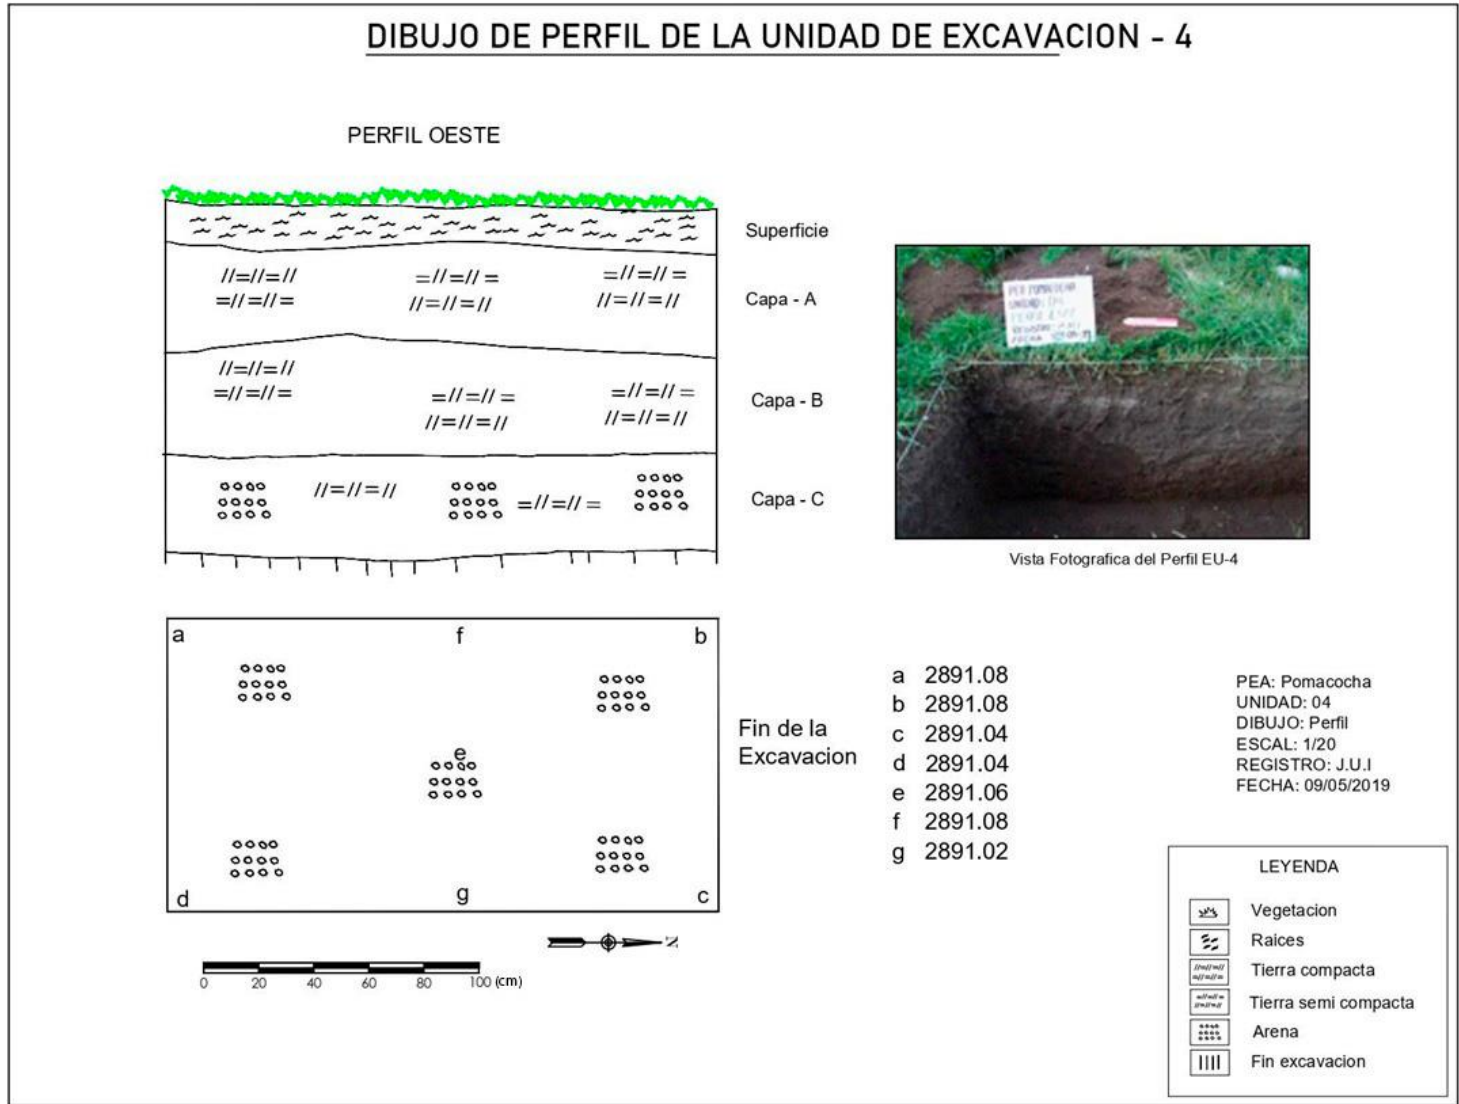 DIBUJO DE PERFIL DE LA UNIDAD DE EXCAVACION - 4
PERFIL OESTE
Superficie
Capa - A
Capa - B
Capa - C
Vista Fotografica del Perfil EU-4
a f b
e
d g c
Fin de la
Excavacion
a 2891.08
b 2891.08
c 2891.04
d 2891.04
e 2891.06
f 2891.08
g 2891.02
PEA: Pomacocha
UNIDAD: 04
DIBUJO: Perfil
ESCAL: 1/20
REGISTRO: J.U.I
FECHA: 09/05/2019
N
0 20 40 60 80 100 (cm)
LEYENDA
Vegetacion
Raices
Tierra compacta
Tierra semi compacta
Arena
Fin excavacion